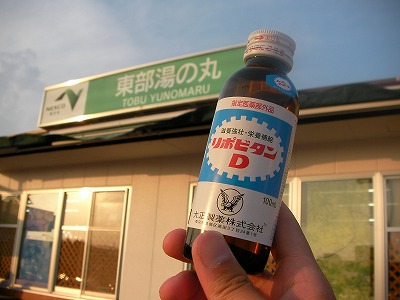 NEXCO
東部湯の丸
TOBU YUNOMARU
指定医薬部外品
滋養強壮・栄養補給
リポビタン
D
100mL
大正製薬株式会社